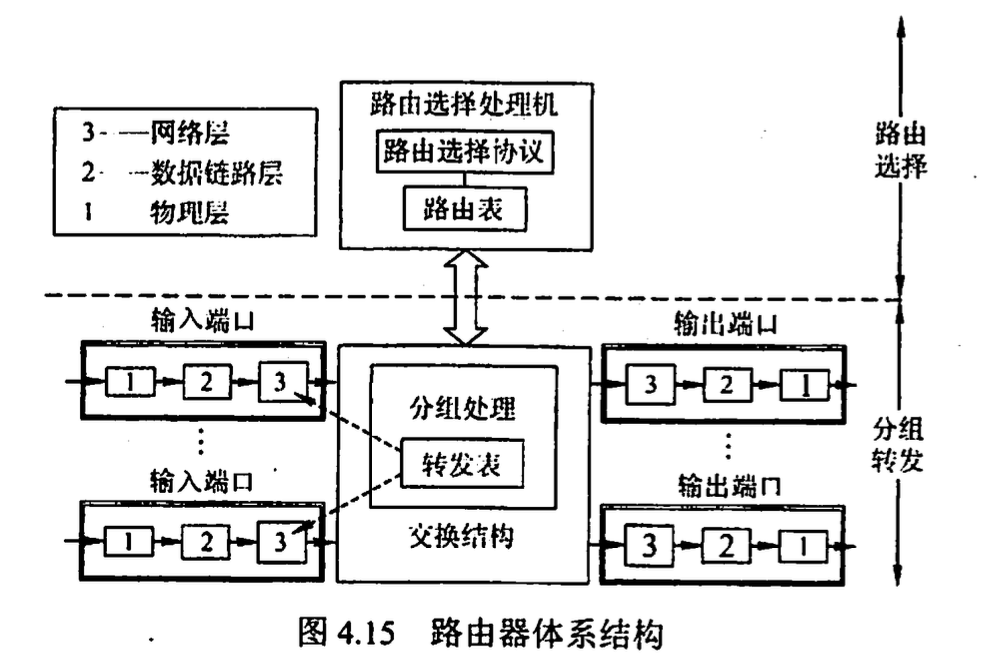 路由选择处理机
路由选择协议
路由表
3——网络层
2——数据链路层
1 物理层
路由
选择
输入端口
1
2
3
⋮
输入端口
1
2
3
分组处理
转发表
交换结构
输出端口
3
2
1
⋮
输出端口
3
2
1
分组
转发
图 4.15 路由器体系结构